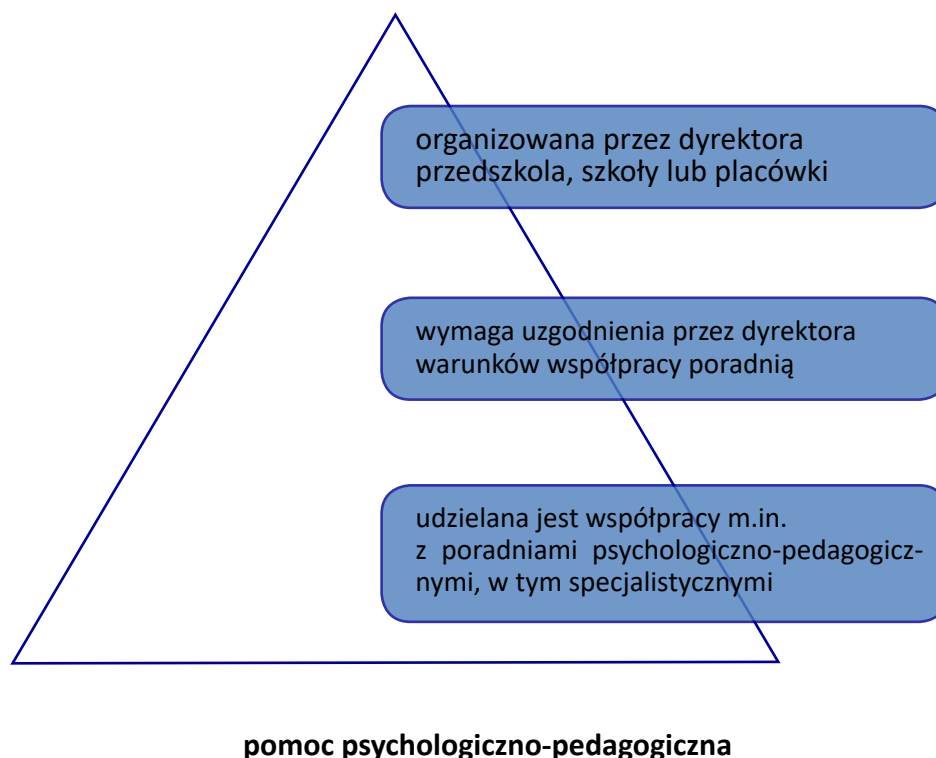 organizowana przez dyrektora
przedszkola, szkoły lub placówki
wymaga uzgodnienia przez dyrektora
warunków współpracy poradnią
udzielana jest współpracy m.in.
z poradniami psychologiczno-pedagogicz-
nymi, w tym specjalistycznymi
pomoc psychologiczno-pedagogiczna